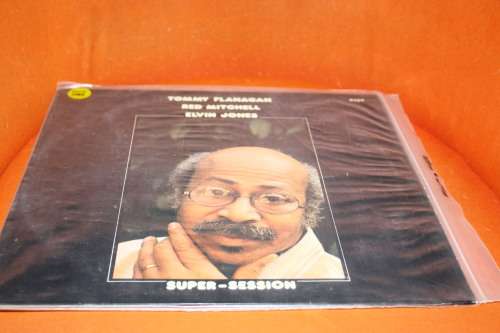 TOMMY FLANAGAN
RED MITCHELL
ELVIN JONES
SUPER-SESSION